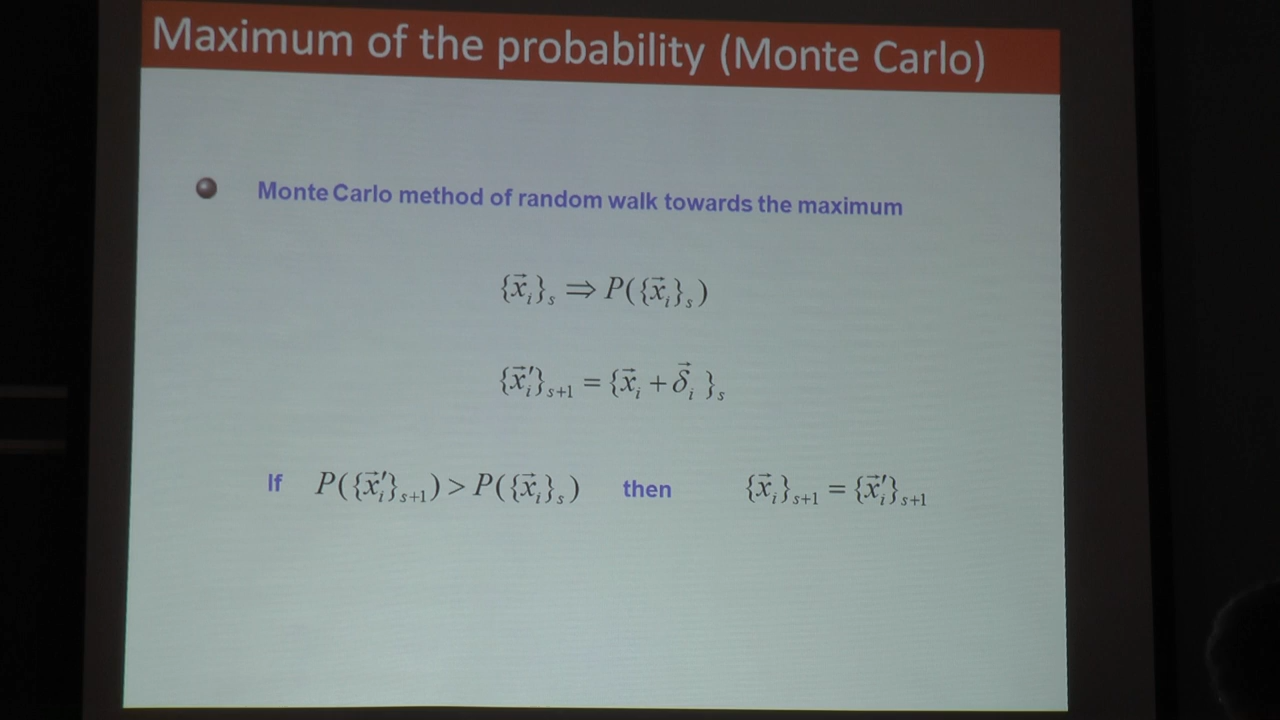 Maximum of the probability (Monte Carlo)
Monte Carlo method of random walk towards the maximum
{x⃗ᵢ}ₛ ⇒ P({x⃗ᵢ}ₛ)
{x⃗ᵢ′}ₛ₊₁ = {x⃗ᵢ + δ⃗ᵢ }ₛ
If P({x⃗ᵢ′}ₛ₊₁) > P({x⃗ᵢ}ₛ) then {x⃗ᵢ}ₛ₊₁ = {x⃗ᵢ′}ₛ₊₁